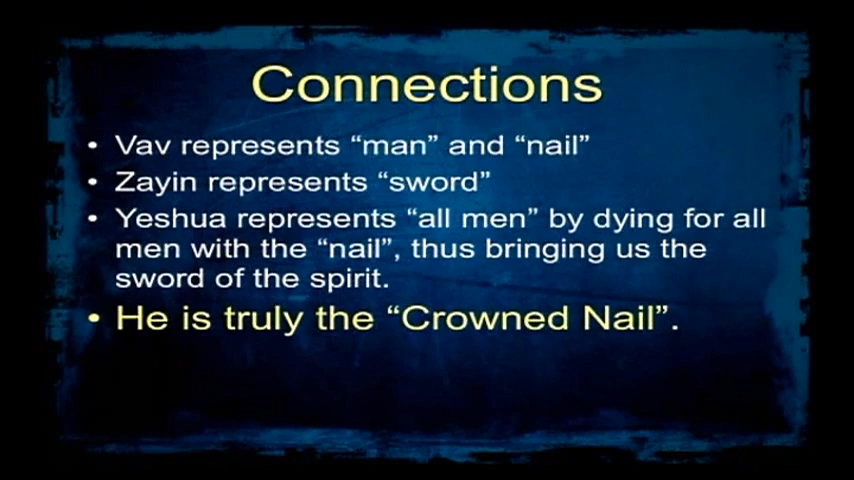 Connections
• Vav represents “man” and “nail”
• Zayin represents “sword”
• Yeshua represents “all men” by dying for all
men with the “nail”, thus bringing us the
sword of the spirit.
• He is truly the “Crowned Nail”.